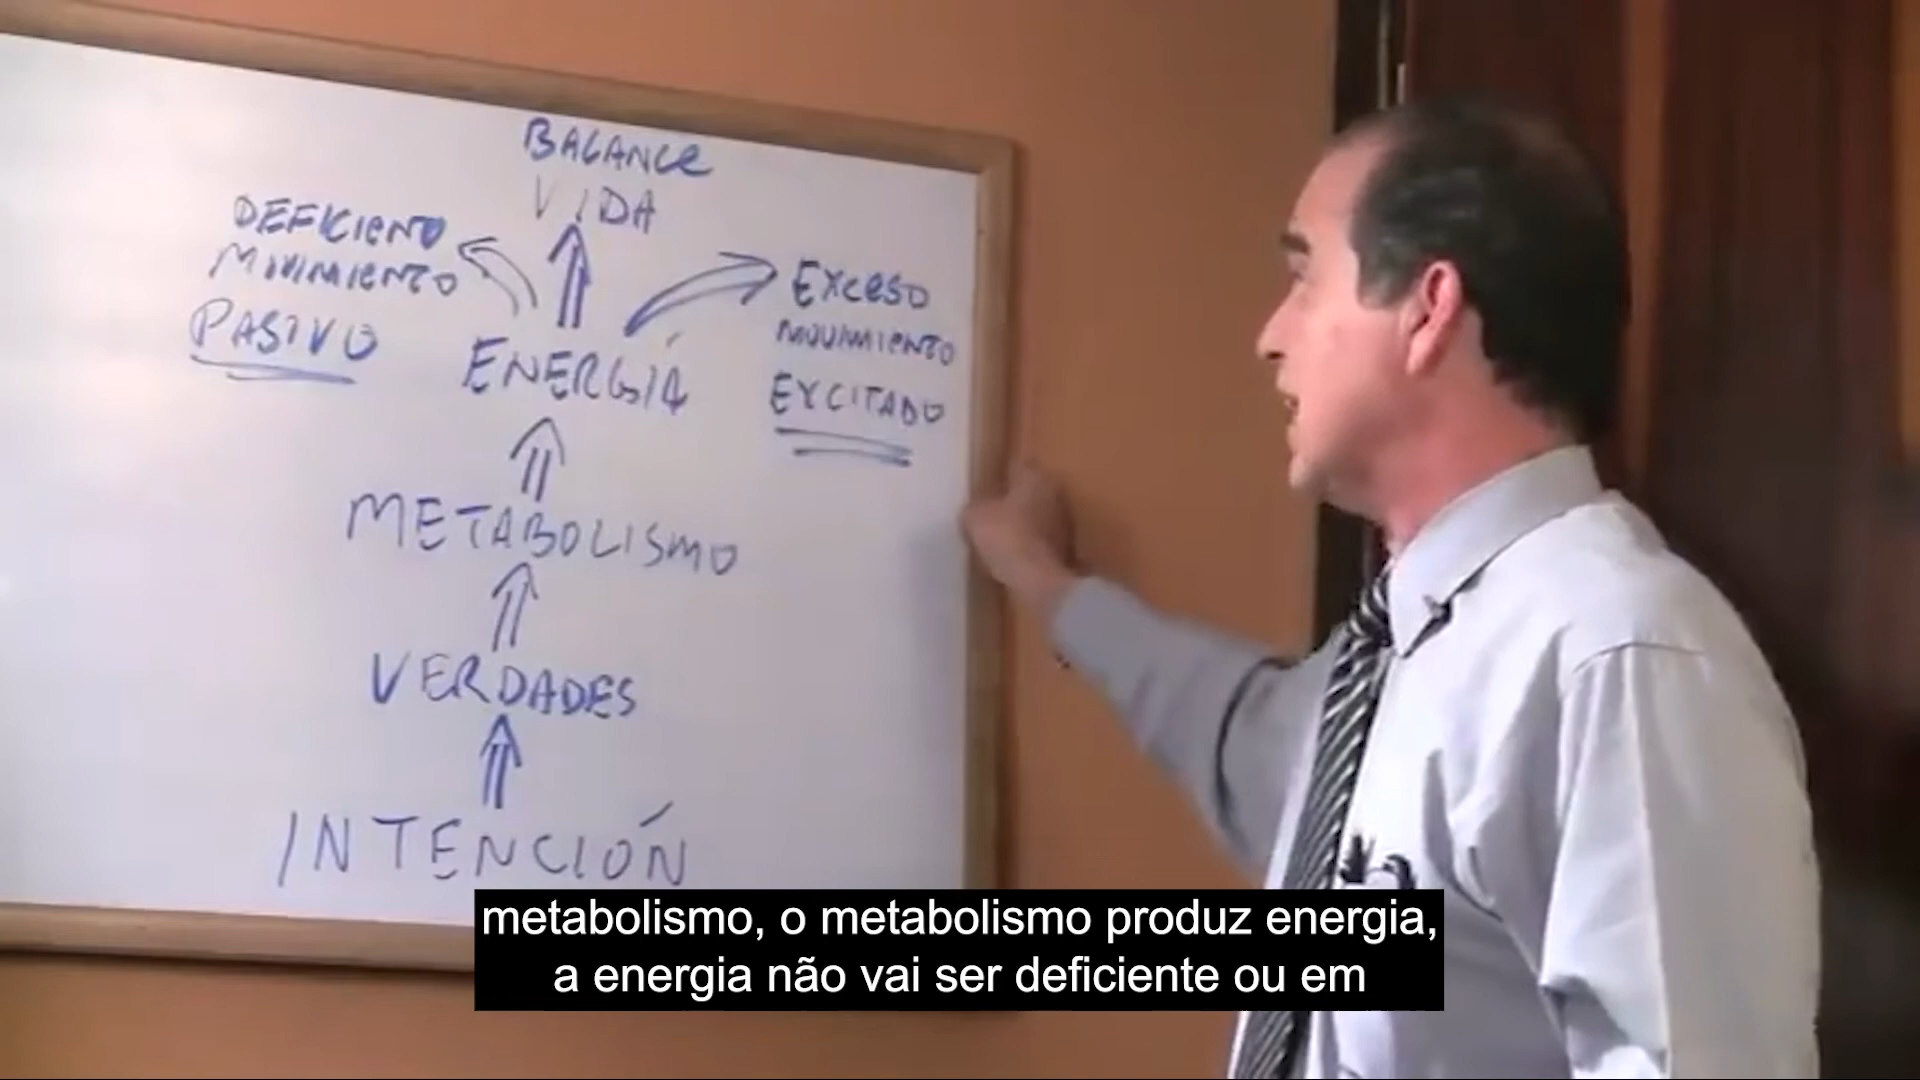 BALANCE
VIDA
DEFICIENTO
MOVIMIENTO
PASIVO
EXCESO
MOVIMIENTO
EXCITADO
ENERGÍA
METABOLISMO
VERDADES
INTENCIÓN
metabolismo, o metabolismo produz energia,
a energia não vai ser deficiente ou em